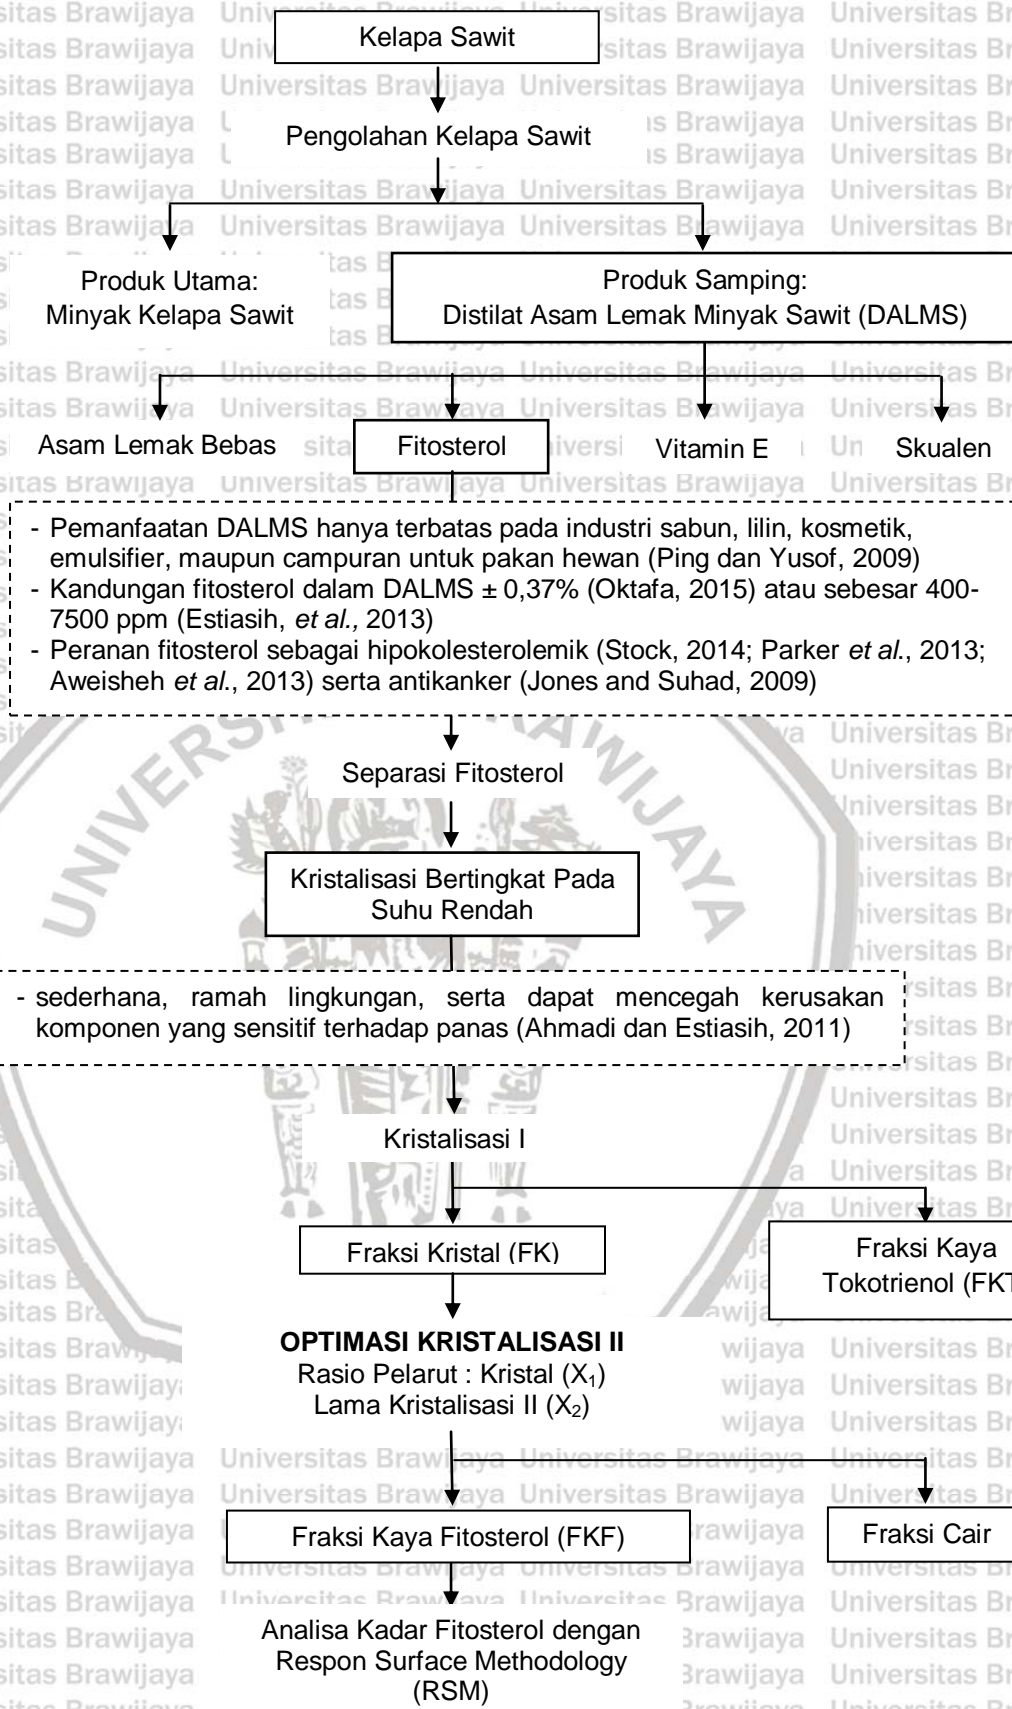 Kelapa Sawit
Pengolahan Kelapa Sawit
Produk Utama:
Minyak Kelapa Sawit
Produk Samping:
Distilat Asam Lemak Minyak Sawit (DALMS)
Asam Lemak Bebas
Fitosterol
Vitamin E
Skualen
- Pemanfaatan DALMS hanya terbatas pada industri sabun, lilin, kosmetik,
emulsifier, maupun campuran untuk pakan hewan (Ping dan Yusof, 2009)
- Kandungan fitosterol dalam DALMS ± 0,37% (Oktafa, 2015) atau sebesar 400-
7500 ppm (Estiasih, et al., 2013)
- Peranan fitosterol sebagai hipokolesterolemik (Stock, 2014; Parker et al., 2013;
Aweisheh et al., 2013) serta antikanker (Jones and Suhad, 2009)
Separasi Fitosterol
Kristalisasi Bertingkat Pada
Suhu Rendah
- sederhana, ramah lingkungan, serta dapat mencegah kerusakan
komponen yang sensitif terhadap panas (Ahmadi dan Estiasih, 2011)
Kristalisasi I
Fraksi Kristal (FK)
Fraksi Kaya
Tokotrienol (FKT
OPTIMASI KRISTALISASI II
Rasio Pelarut : Kristal (X₁)
Lama Kristalisasi II (X₂)
Fraksi Kaya Fitosterol (FKF)
Fraksi Cair
Analisa Kadar Fitosterol dengan
Respon Surface Methodology
(RSM)